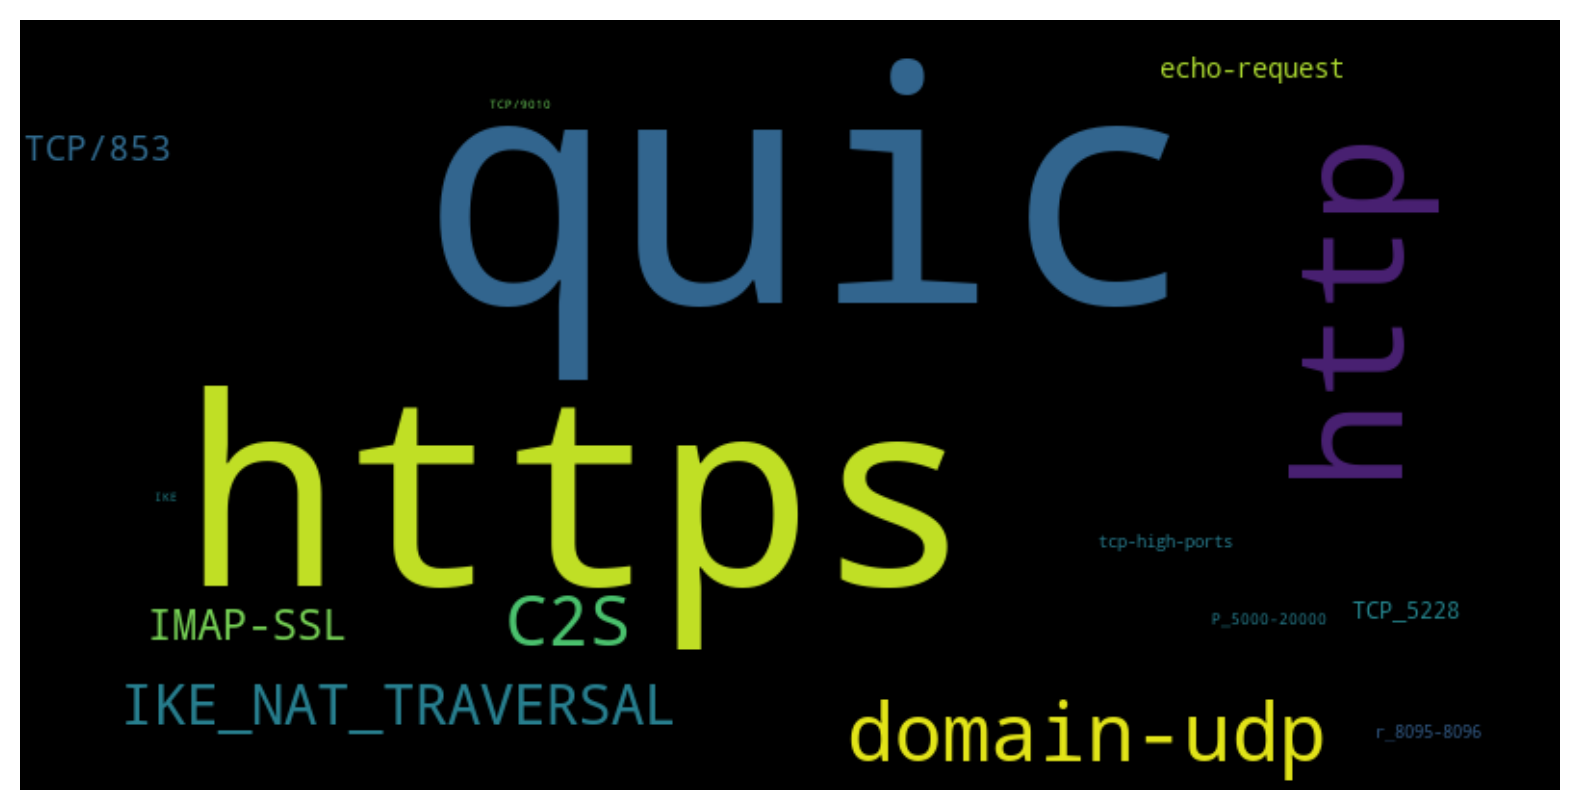 echo-request
TCP/9010
TCP/853
quic
http
https
IKE
tcp-high-ports
IMAP-SSL
C2S
P_5000-20000
TCP_5228
IKE_NAT_TRAVERSAL
domain-udp
r_8095-8096